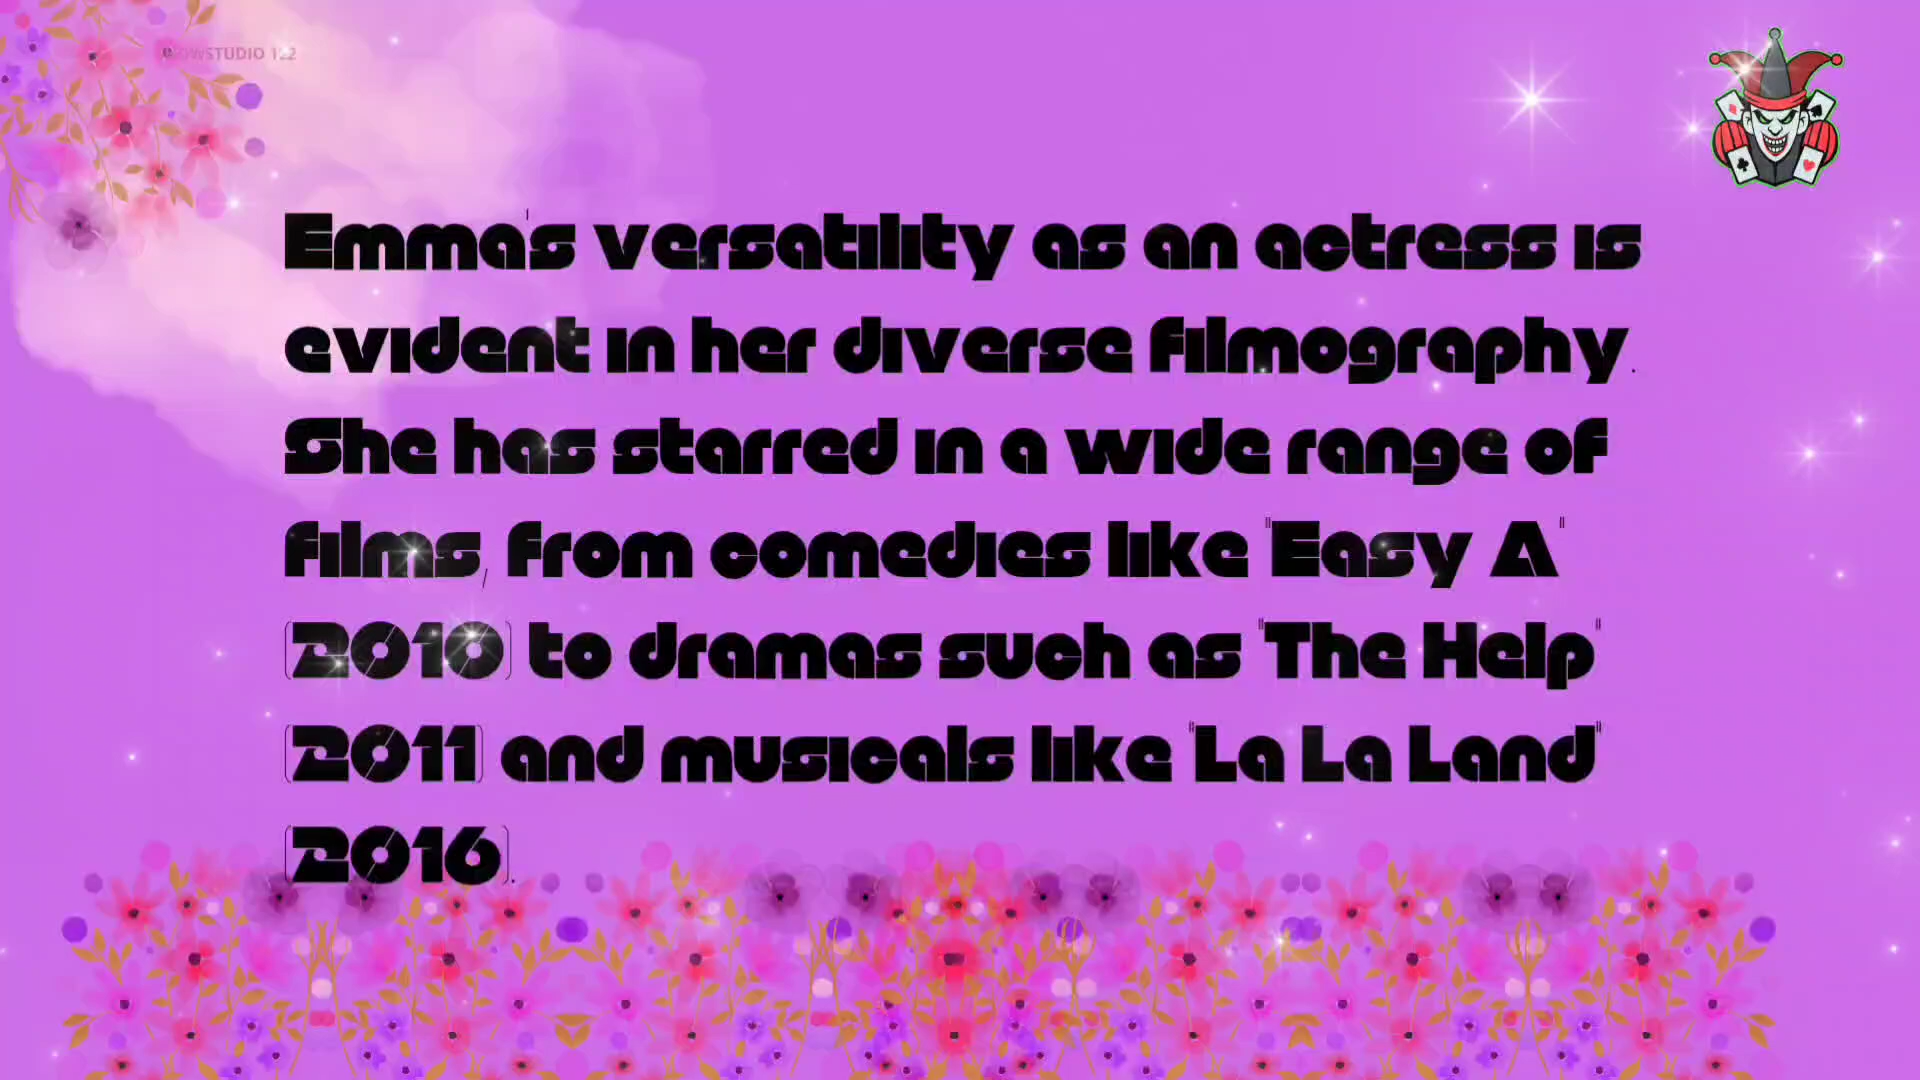 STUDIO
Emma's versatility as an actress is
evident in her diverse filmography.
She has starred in a wide range of
films, from comedies like "Easy A"
(2010) to dramas such as "The Help"
(2011) and musicals like "La La Land"
(2016).